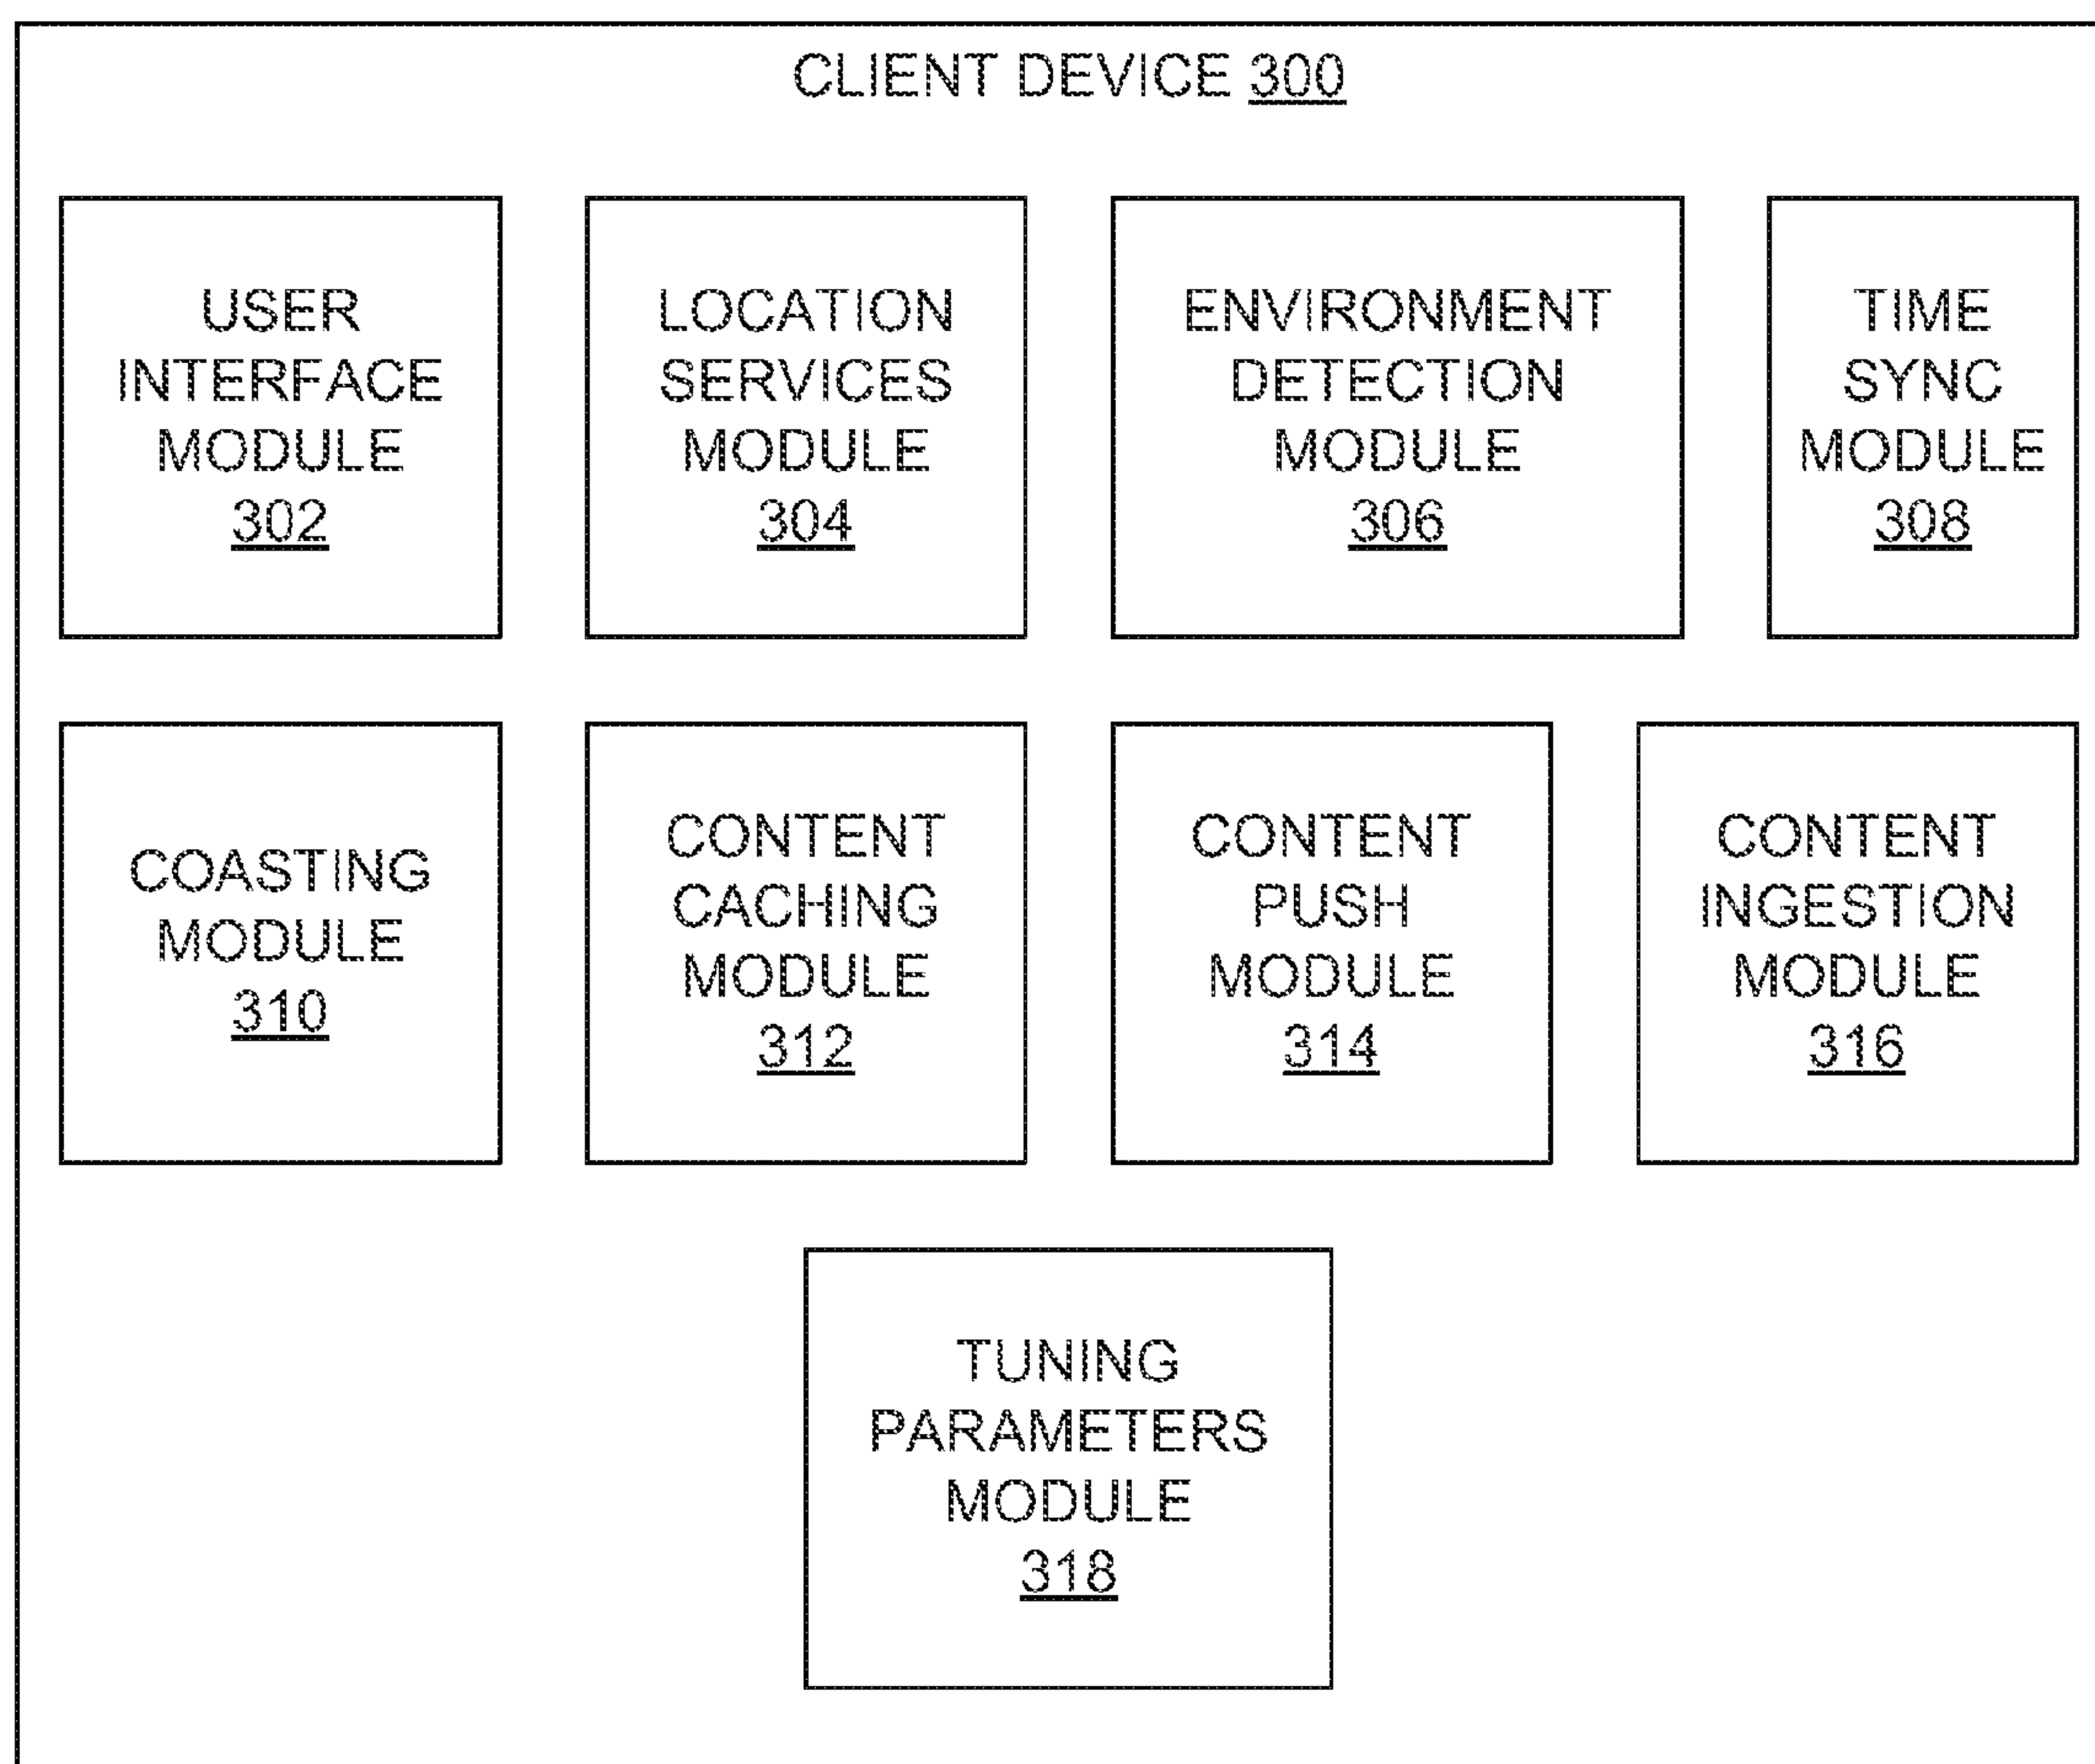 CLIENT DEVICE 300
USER
INTERFACE
MODULE
302
LOCATION
SERVICES
MODULE
304
ENVIRONMENT
DETECTION
MODULE
306
TIME
SYNC
MODULE
308
COASTING
MODULE
310
CONTENT
CACHING
MODULE
312
CONTENT
PUSH
MODULE
314
CONTENT
INGESTION
MODULE
316
TUNING
PARAMETERS
MODULE
318